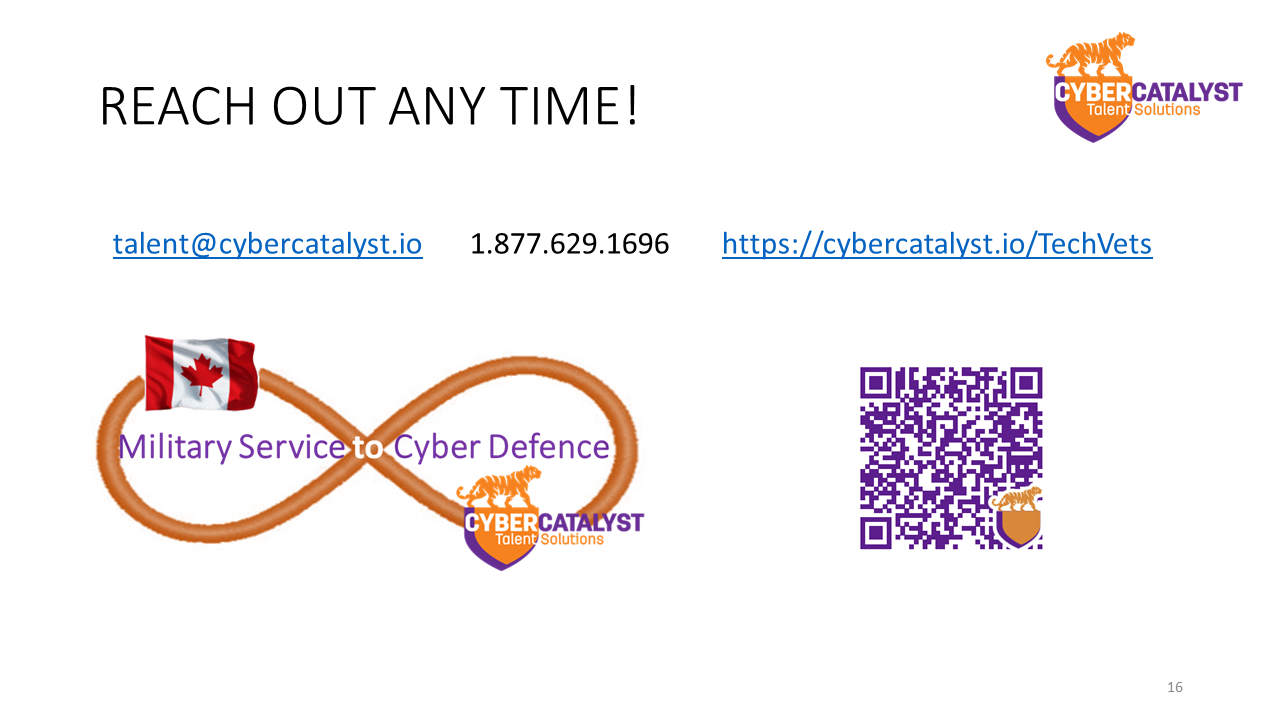 REACH OUT ANY TIME!
CYBERCATALYST
Talent Solutions
talent@cybercatalyst.io 1.877.629.1696 https://cybercatalyst.io/TechVets
Military Service to Cyber Defence
CYBERCATALYST
Talent Solutions
16